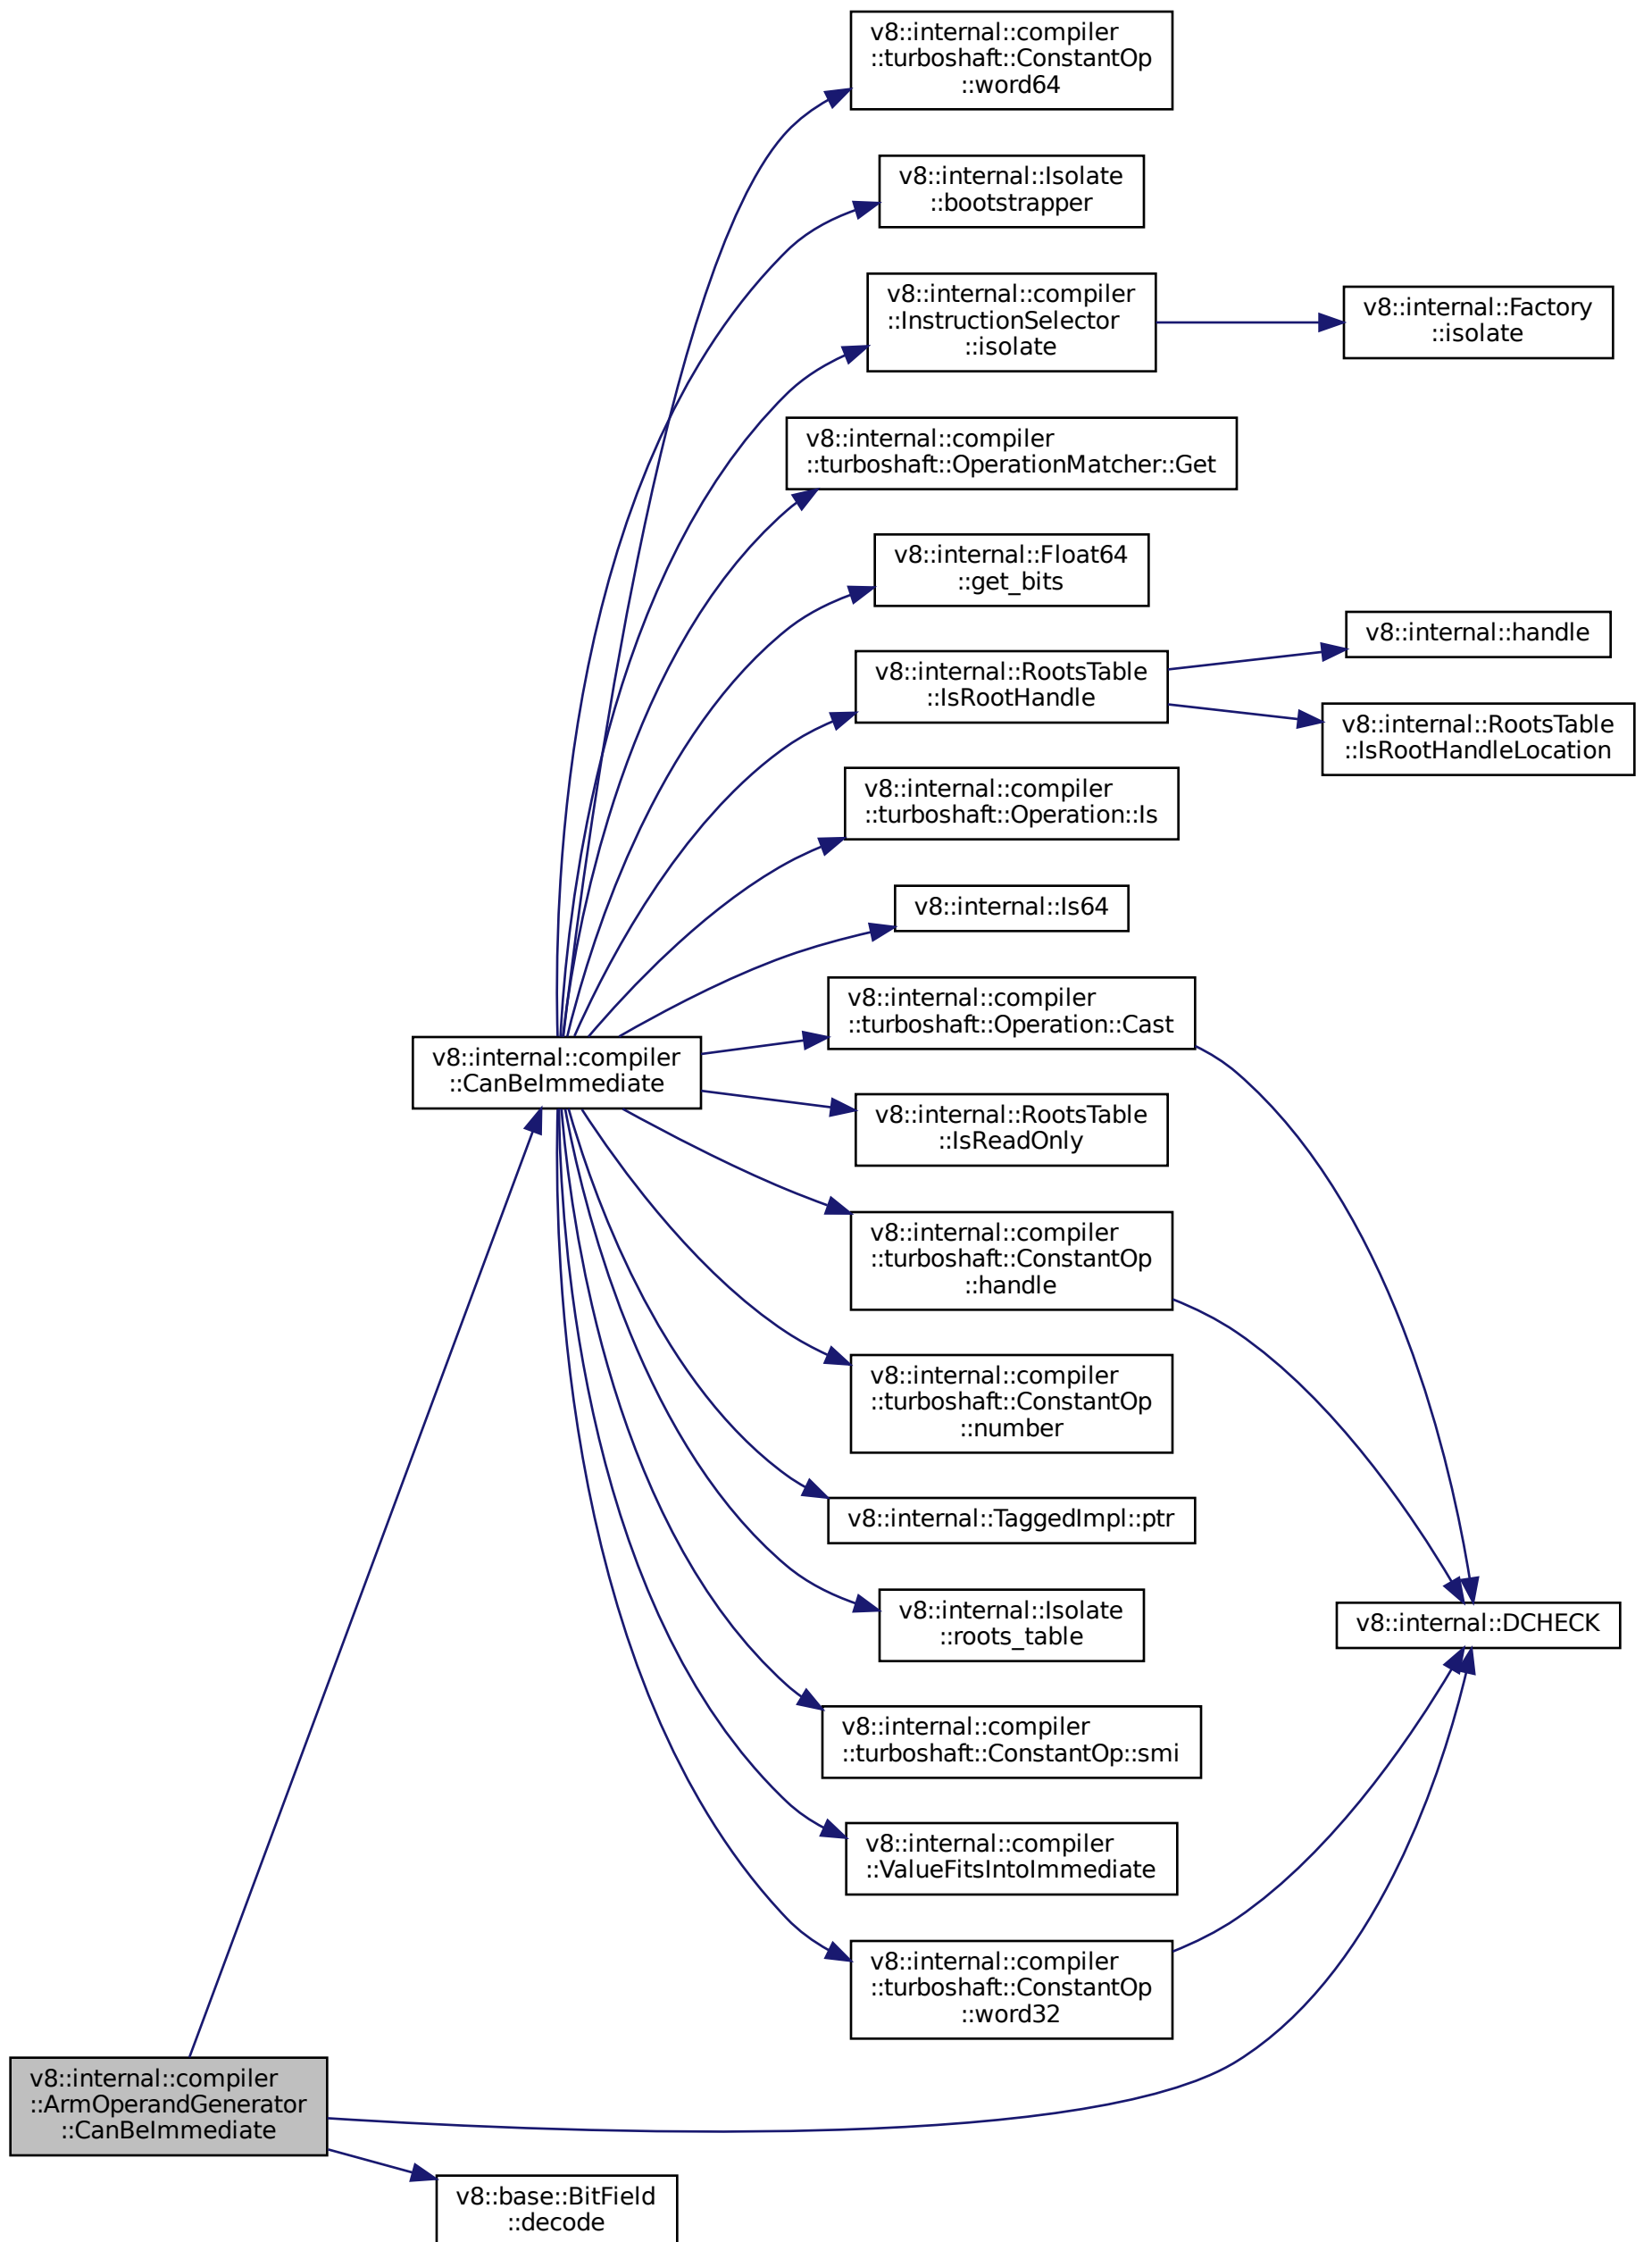 v8::internal::compiler
::turboshaft::ConstantOp
::word64
v8::internal::Isolate
::bootstrapper
v8::internal::compiler
::InstructionSelector
::isolate
v8::internal::Factory
::isolate
v8::internal::compiler
::turboshaft::OperationMatcher::Get
v8::internal::Float64
::get_bits
v8::internal::RootsTable
::IsRootHandle
v8::internal::handle
v8::internal::RootsTable
::IsRootHandleLocation
v8::internal::compiler
::turboshaft::Operation::Is
v8::internal::Is64
v8::internal::compiler
::turboshaft::Operation::Cast
v8::internal::compiler
::CanBeImmediate
v8::internal::RootsTable
::IsReadOnly
v8::internal::compiler
::turboshaft::ConstantOp
::handle
v8::internal::compiler
::turboshaft::ConstantOp
::number
v8::internal::TaggedImpl::ptr
v8::internal::Isolate
::roots_table
v8::internal::DCHECK
v8::internal::compiler
::turboshaft::ConstantOp::smi
v8::internal::compiler
::ValueFitsIntoImmediate
v8::internal::compiler
::turboshaft::ConstantOp
::word32
v8::internal::compiler
::ArmOperandGenerator
::CanBeImmediate
v8::base::BitField
::decode